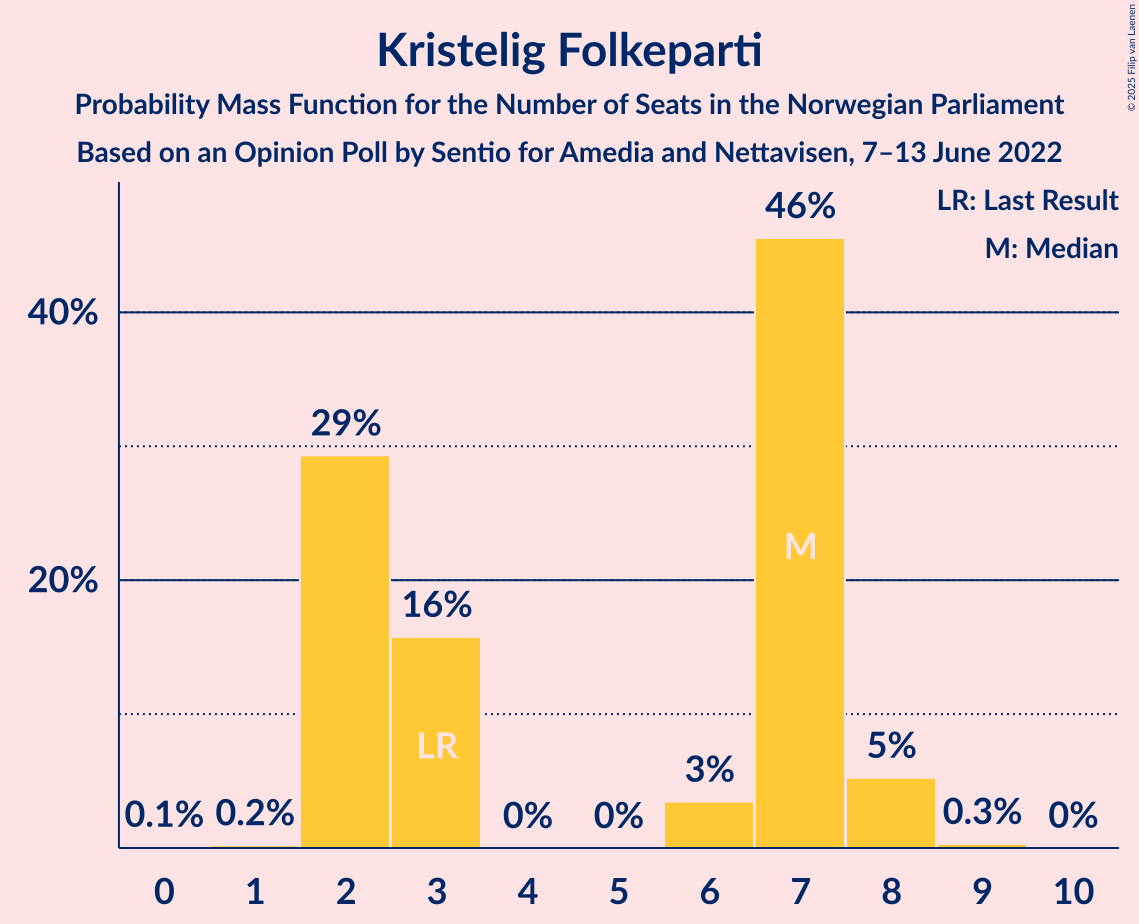 Kristelig Folkeparti
Probability Mass Function for the Number of Seats in the Norwegian Parliament
Based on an Opinion Poll by Sentio for Amedia and Nettavisen, 7–13 June 2022
© 2025 Filip van Laenen
LR: Last Result
M: Median
46%
40%
29%
M
20%
16%
LR
5%
3%
0.1% 0.2% 0% 0% 0.3% 0%
0 1 2 3 4 5 6 7 8 9 10